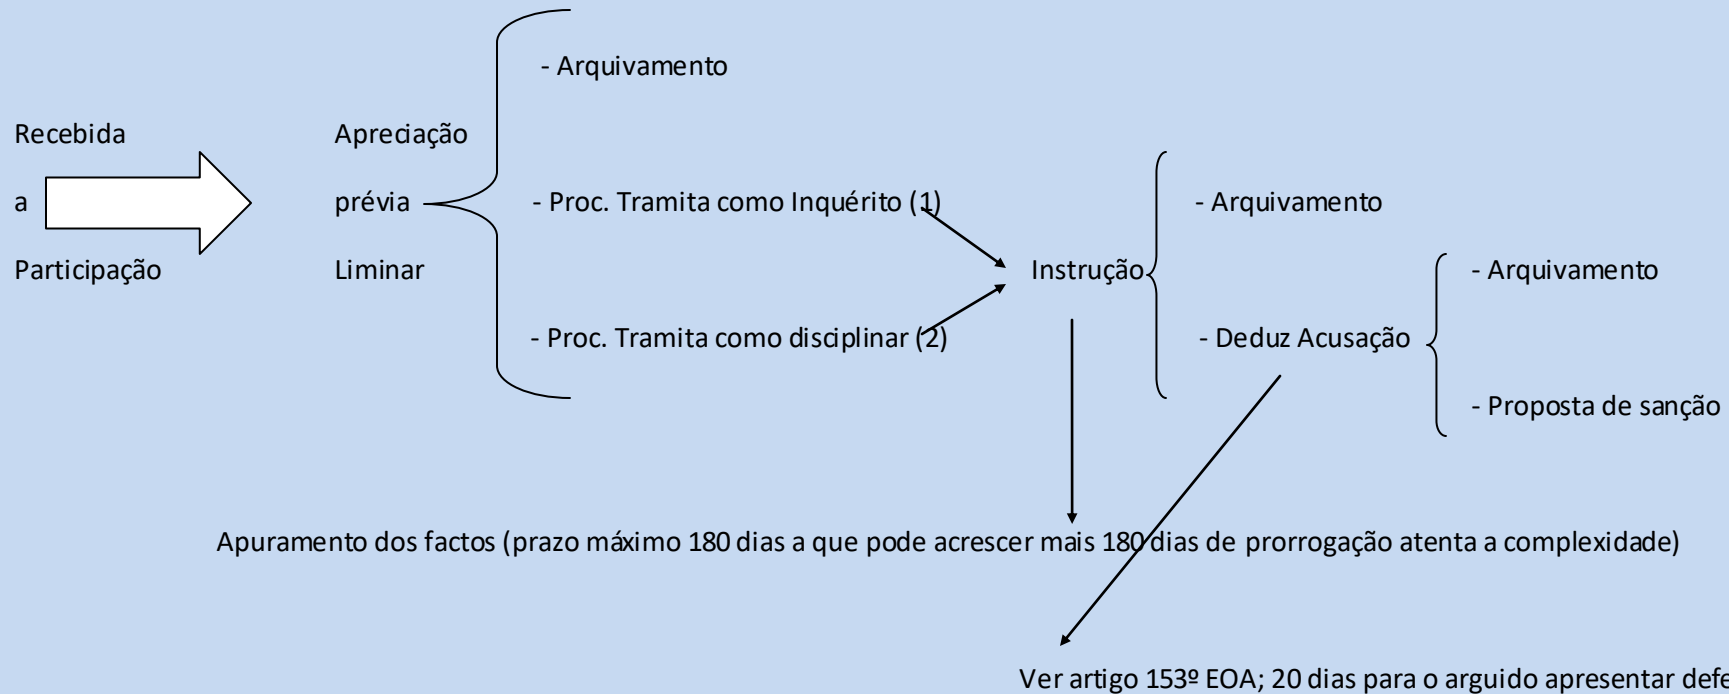 - Arquivamento
Recebida
a
Participação
Apreciação
prévia
Liminar
- Proc. Tramita como Inquérito (1)
- Proc. Tramita como disciplinar (2)
Instrução
- Arquivamento
- Deduz Acusação
- Arquivamento
- Proposta de sanção
Apuramento dos factos (prazo máximo 180 dias a que pode acrescer mais 180 dias de prorrogação atenta a complexidade)
Ver artigo 153º EOA; 20 dias para o arguido apresentar defe